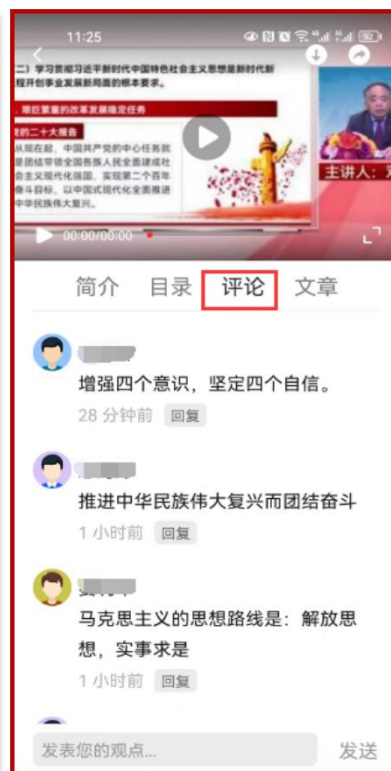 11:25
二）学习贯彻习近平新时代中国特色社会主义思想是新时代新
程开创事业发展新局面的根本要求。
艰巨繁重的改革发展稳定任务
党的二十大报告
从现在起，中国共产党的中心任务就
是团结带领全国各族人民全面建成社
会主义现代化强国、实现第二个百年
奋斗目标，以中国式现代化全面推进
中华民族伟大复兴。
主讲人：
00:00/00:00
简介 目录 评论 文章
增强四个意识，坚定四个自信。
28 分钟前 回复
推进中华民族伟大复兴而团结奋斗
1 小时前 回复
马克思主义的思想路线是：解放思
想，实事求是
1 小时前 回复
发表您的观点... 发送